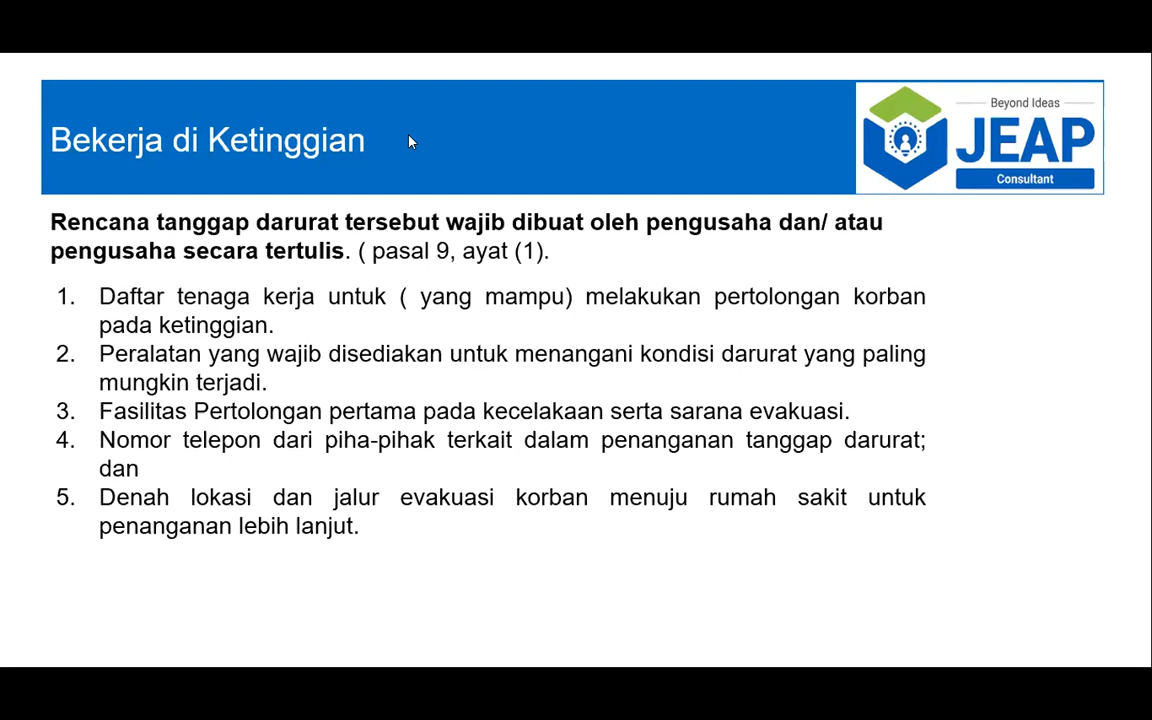 Bekerja di Ketinggian
Beyond Ideas
JEAP
Consultant
Rencana tanggap darurat tersebut wajib dibuat oleh pengusaha dan/ atau
pengusaha secara tertulis. ( pasal 9, ayat (1).
1. Daftar tenaga kerja untuk ( yang mampu) melakukan pertolongan korban
pada ketinggian.
2. Peralatan yang wajib disediakan untuk menangani kondisi darurat yang paling
mungkin terjadi.
3. Fasilitas Pertolongan pertama pada kecelakaan serta sarana evakuasi.
4. Nomor telepon dari piha-pihak terkait dalam penanganan tanggap darurat;
dan
5. Denah lokasi dan jalur evakuasi korban menuju rumah sakit untuk
penanganan lebih lanjut.